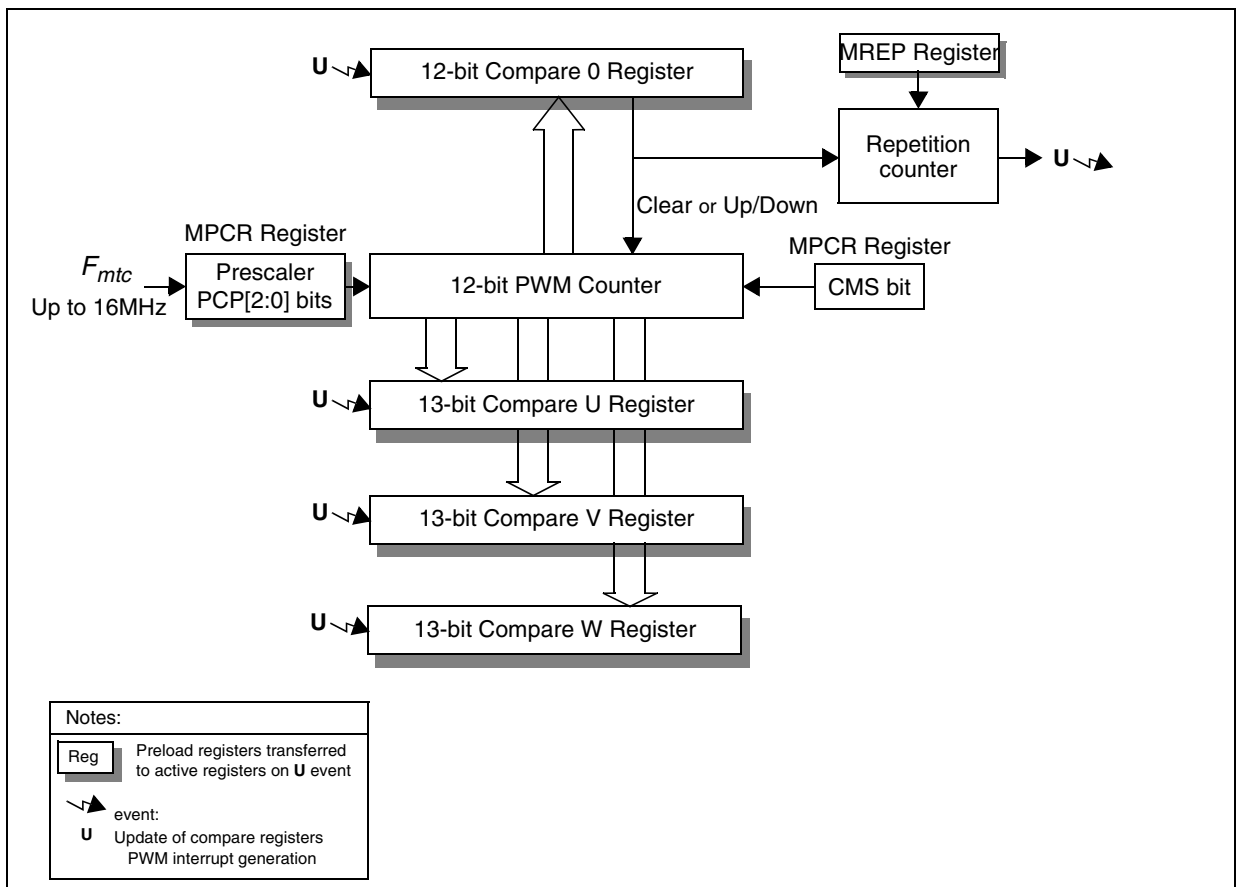 U
12-bit Compare 0 Register
MREP Register
Repetition
counter
U
Clear or Up/Down
MPCR Register
MPCR Register
Fmtc
Up to 16MHz
Prescaler
PCP[2:0] bits
12-bit PWM Counter
CMS bit
U
13-bit Compare U Register
U
13-bit Compare V Register
U
13-bit Compare W Register
Notes:
Reg
Preload registers transferred
to active registers on U event
event:
U Update of compare registers
PWM interrupt generation